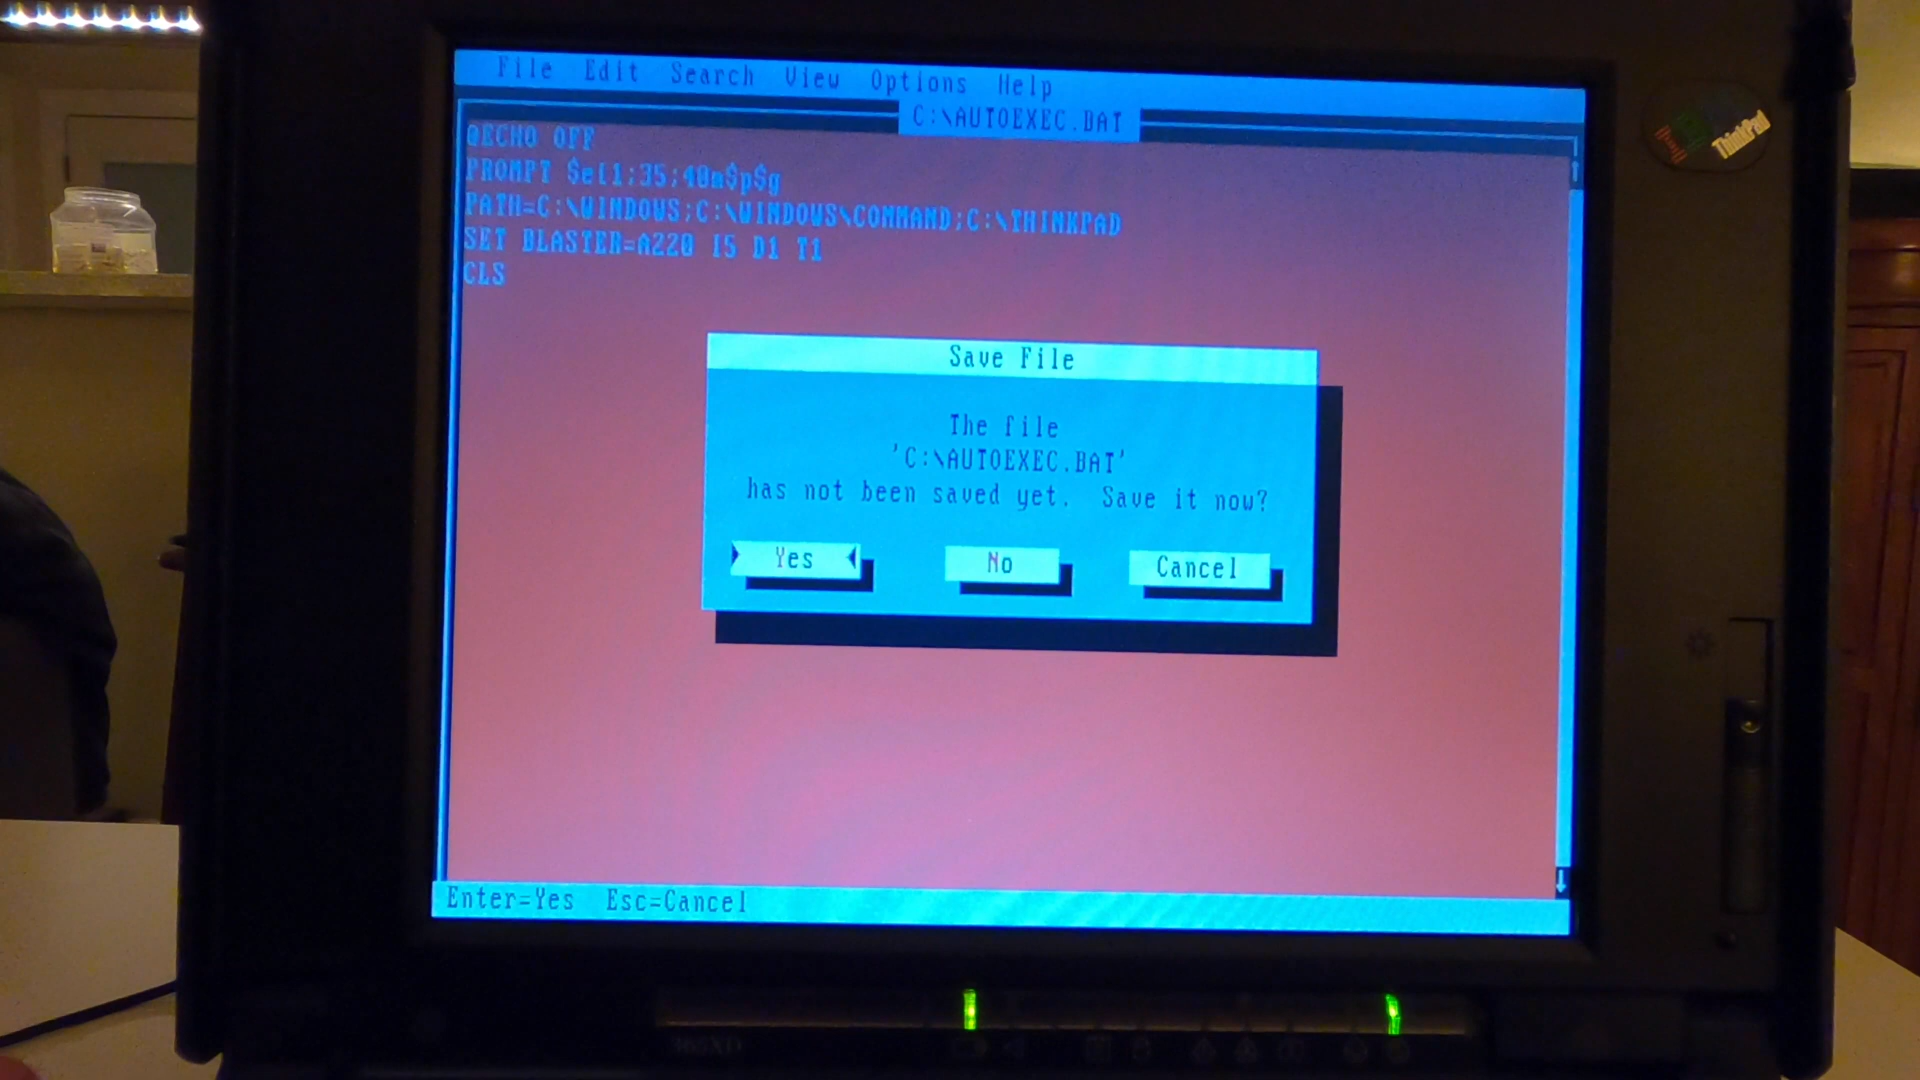 File Edit Search View Options Help
C:\AUTOEXEC.BAT
@ECHO OFF
PROMPT $e[1;35;40m$p$g
PATH=C:\WINDOWS;C:\WINDOWS\COMMAND;C:\THINKPAD
SET BLASTER=A220 I5 D1 T1
CLS
Save File
The file
'C:\AUTOEXEC.BAT'
has not been saved yet. Save it now?
Yes No Cancel
Enter=Yes Esc=Cancel
ThinkPad
365XD